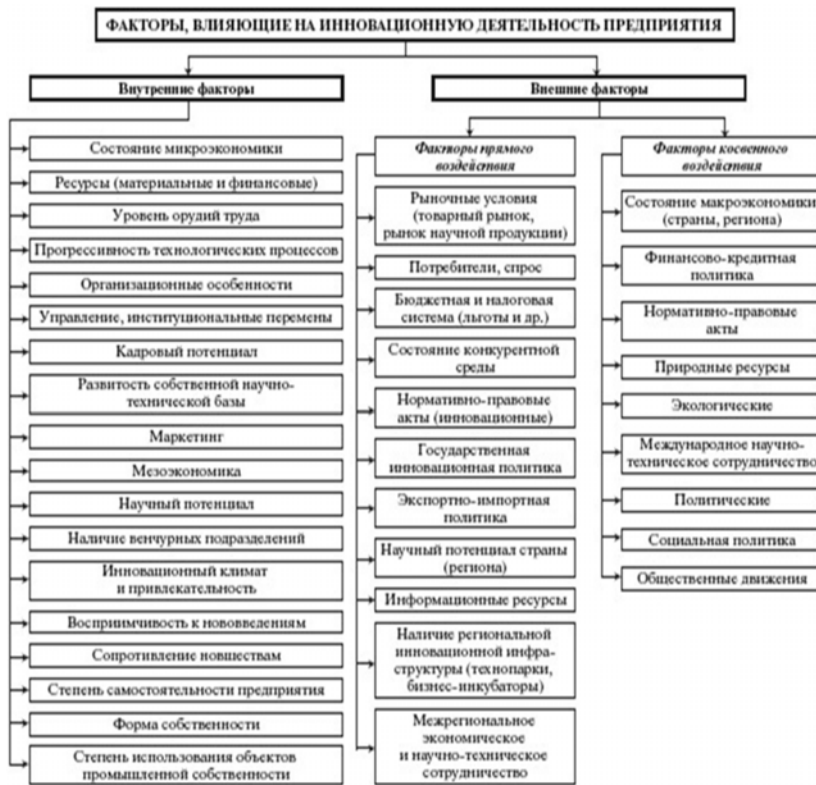 ФАКТОРЫ, ВЛИЯЮЩИЕ НА ИННОВАЦИОННУЮ ДЕЯТЕЛЬНОСТЬ ПРЕДПРИЯТИЯ
Внутренние факторы
Состояние микроэкономики
Ресурсы (материальные и финансовые)
Уровень орудий труда
Прогрессивность технологических процессов
Организационные особенности
Управление, институциональные перемены
Кадровый потенциал
Развитость собственной научно-
технической базы
Маркетинг
Мезоэкономика
Научный потенциал
Наличие венчурных подразделений
Инновационный климат
и привлекательность
Восприимчивость к нововведениям
Сопротивление новшествам
Степень самостоятельности предприятия
Форма собственности
Степень использования объектов
промышленной собственности
Внешние факторы
Факторы прямого
воздействия
Рыночные условия
(товарный рынок,
рынок научной продукции)
Потребители, спрос
Бюджетная и налоговая
система (льготы и др.)
Состояние конкурентной
среды
Нормативно-правовые
акты (инновационные)
Государственная
инновационная политика
Экспортно-импортная
политика
Научный потенциал страны
(региона)
Информационные ресурсы
Наличие региональной
инновационной инфра-
структуры (технопарки,
бизнес-инкубаторы)
Межрегиональное
экономическое
и научно-техническое
сотрудничество
Факторы косвенного
воздействия
Состояние макроэкономики
(страны, региона)
Финансово-кредитная
политика
Нормативно-правовые
акты
Природные ресурсы
Экологические
Международное научно-
техническое сотрудничество
Политические
Социальная политика
Общественные движения